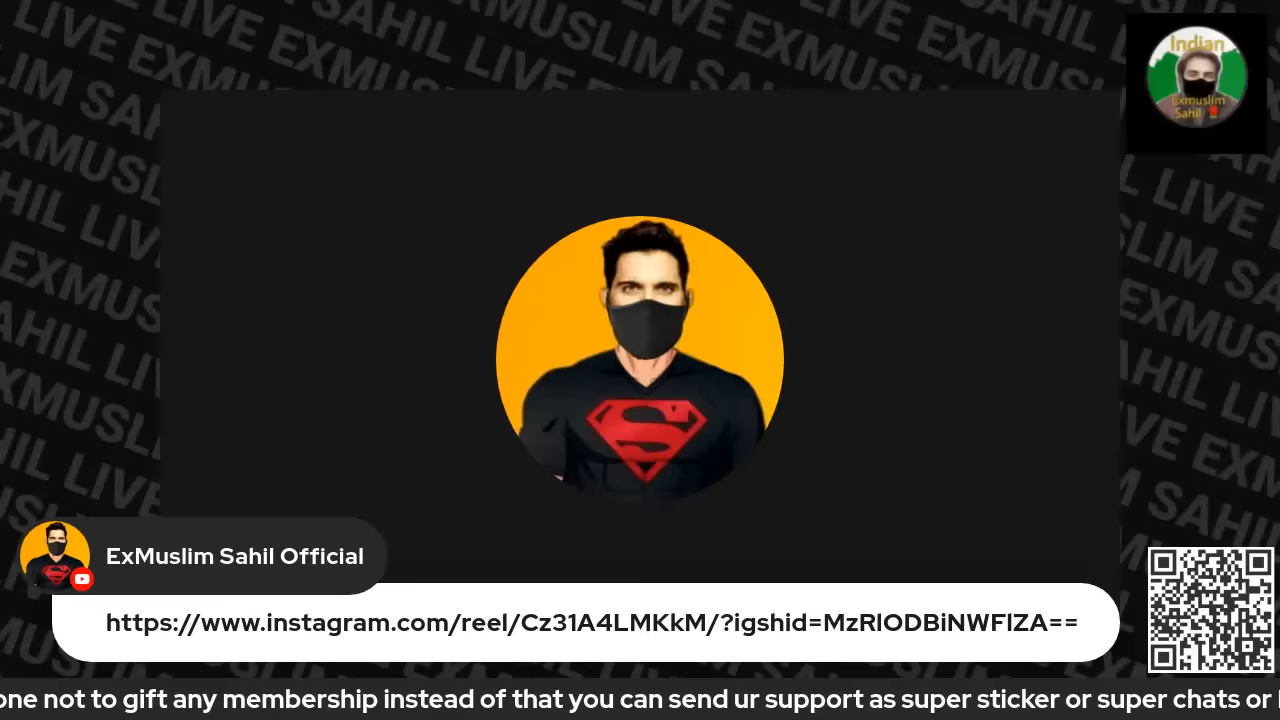 Indian
Exmuslim
Sahil
ExMuslim Sahil Official
https://www.instagram.com/reel/Cz31A4LMKkM/?igshid=MzRlODBiNWFlZA==
one not to gift any membership instead of that you can send ur support as super sticker or super chats or